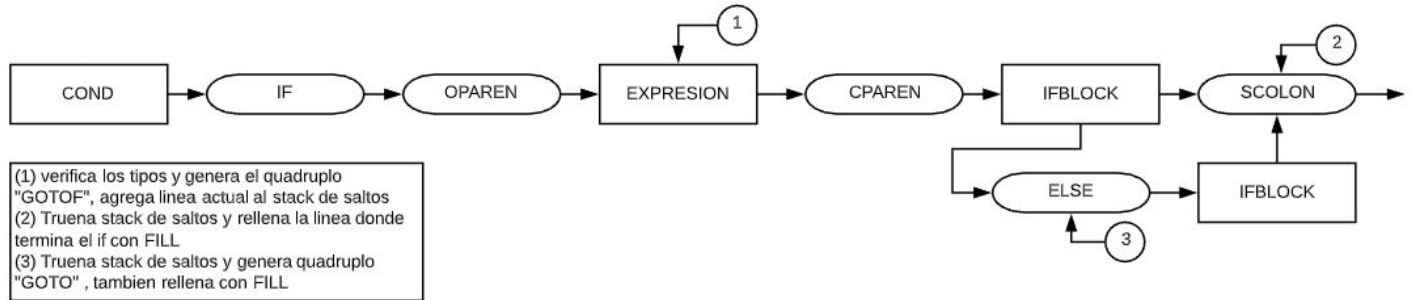 1
2
COND
IF
OPAREN
EXPRESION
CPAREN
IFBLOCK
SCOLON
(1) verifica los tipos y genera el quadruplo
"GOTOF", agrega linea actual al stack de saltos
(2) Truena stack de saltos y rellena la linea donde
termina el if con FILL
(3) Truena stack de saltos y genera quadruplo
"GOTO" , tambien rellena con FILL
ELSE
IFBLOCK
3